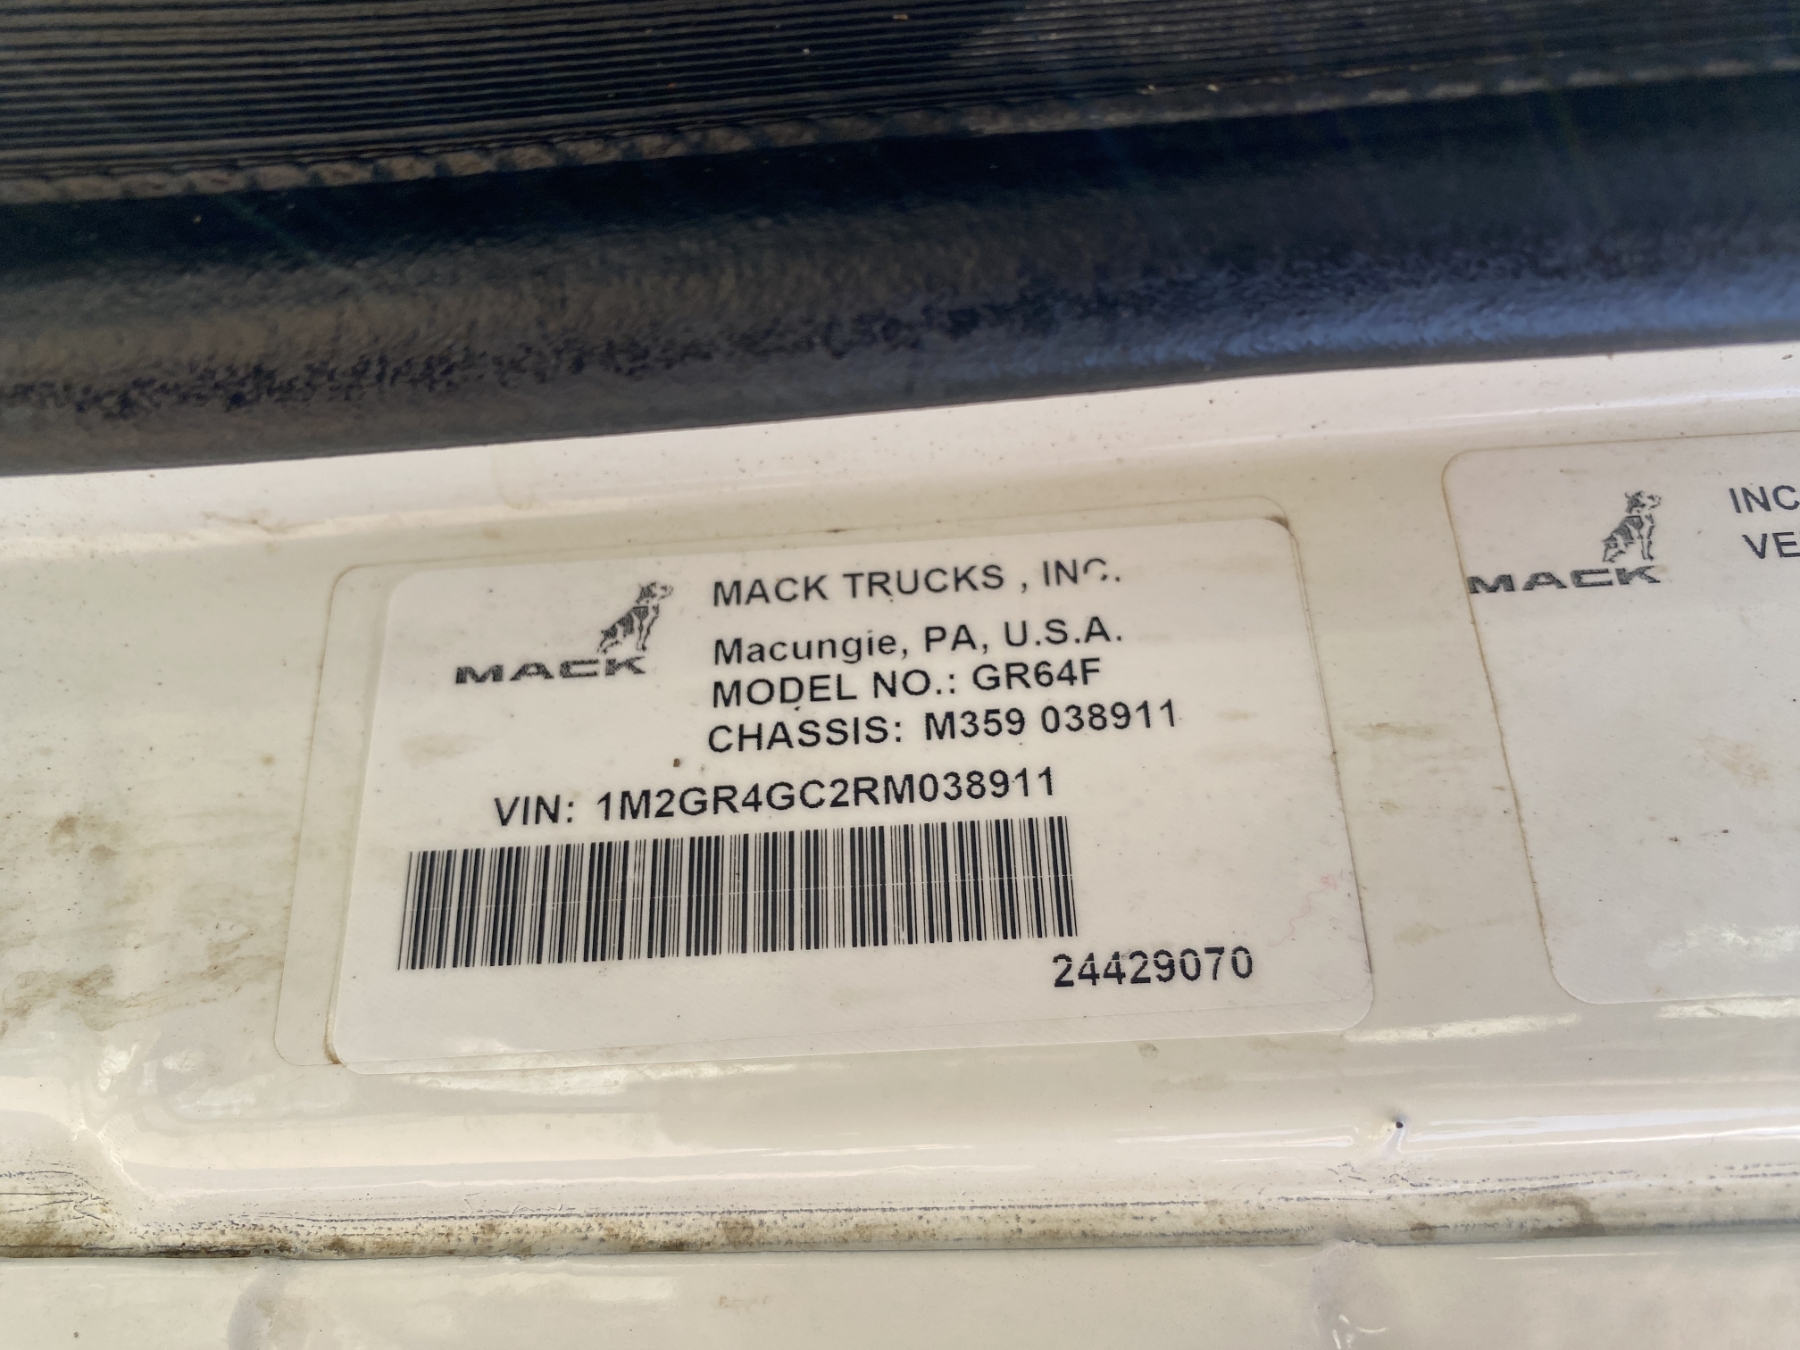 MACK
MACK TRUCKS , INC.
Macungie, PA, U.S.A.
MODEL NO.: GR64F
CHASSIS: M359 038911
VIN: 1M2GR4GC2RM038911
24429070
MACK
INC
VE